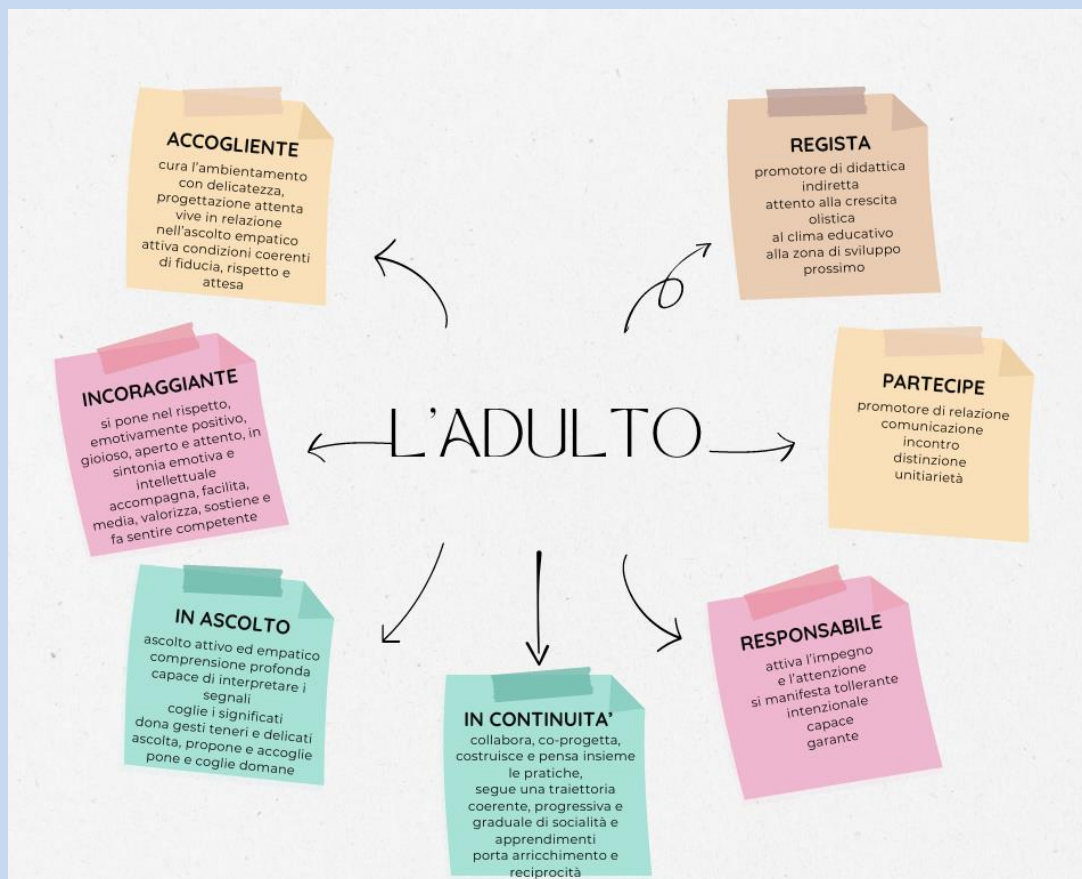 ACCOGLIENTE
cura l'ambientamento
con delicatezza,
progettazione attenta
vive in relazione
nell'ascolto empatico
attiva condizioni coerenti
di fiducia, rispetto e
attesa
REGISTA
promotore di didattica
indiretta
attento alla crescita
olistica
al clima educativo
alla zona di sviluppo
prossimo
INCORAGGIANTE
si pone nel rispetto,
emotivamente positivo,
gioioso, aperto e attento, in
sintonia emotiva e
intellettuale
accompagna, facilita,
media, valorizza, sostiene e
fa sentire competente
L'ADULTO
PARTECIPE
promotore di relazione
comunicazione
incontro
distinzione
unitiarietà
IN ASCOLTO
ascolto attivo ed empatico
comprensione profonda
capace di interpretare i
segnali
coglie i significati
dona gesti teneri e delicati
ascolta, propone e accoglie
pone e coglie domane
IN CONTINUITA'
collabora, co-progetta,
costruisce e pensa insieme
le pratiche,
segue una traiettoria
coerente, progressiva e
graduale di socialità e
apprendimenti
porta arricchimento e
reciprocità
RESPONSABILE
attiva l'impegno
e l'attenzione
si manifesta tollerante
intenzionale
capace
garante